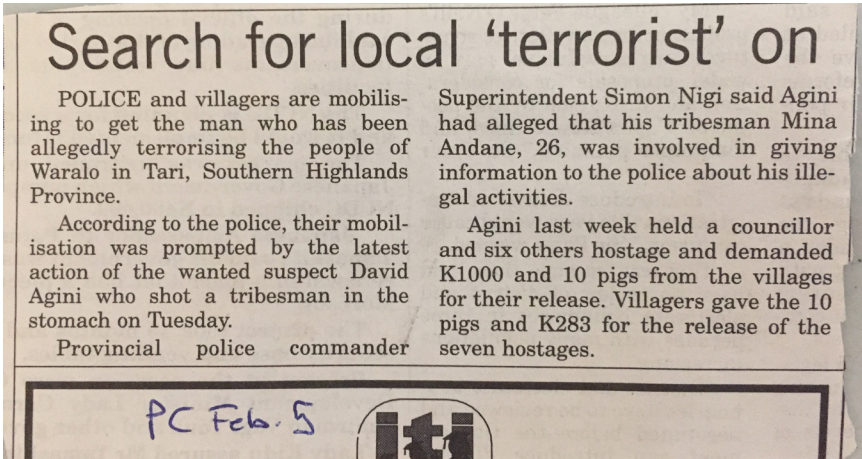 Search for local ‘terrorist’ on
POLICE and villagers are mobilis-
ing to get the man who has been
allegedly terrorising the people of
Waralo in Tari, Southern Highlands
Province.
According to the police, their mobil-
isation was prompted by the latest
action of the wanted suspect David
Agini who shot a tribesman in the
stomach on Tuesday.
Provincial police commander
Superintendent Simon Nigi said Agini
had alleged that his tribesman Mina
Andane, 26, was involved in giving
information to the police about his ille-
gal activities.
Agini last week held a councillor
and six others hostage and demanded
K1000 and 10 pigs from the villages
for their release. Villagers gave the 10
pigs and K283 for the release of the
seven hostages.
PC Feb. 5